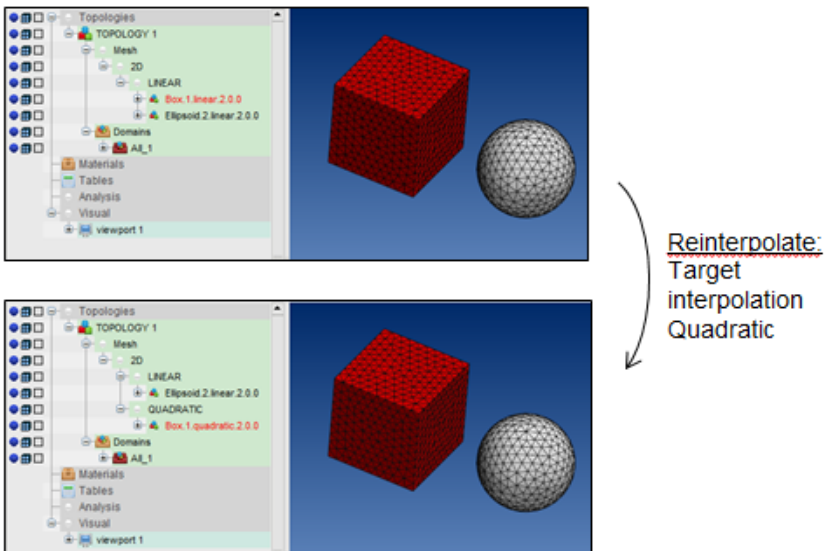 Topologies
TOPOLOGY 1
Mesh
2D
LINEAR
Box.1.linear.2.0.0
Ellipsoid.2.linear.2.0.0
Domains
All_1
Materials
Tables
Analysis
Visual
viewport 1
Reinterpolate:
Target
interpolation
Quadratic
Topologies
TOPOLOGY 1
Mesh
2D
LINEAR
Ellipsoid.2.linear.2.0.0
QUADRATIC
Box.1.quadratic.2.0.0
Domains
All_1
Materials
Tables
Analysis
Visual
viewport 1